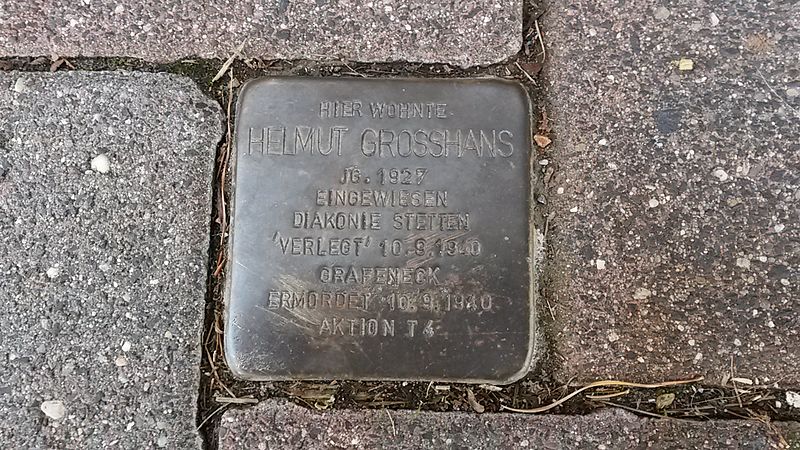 HIER WOHNTE
HELMUT GROSSHANS
JG. 1927
EINGEWIESEN
DIAKONIE STETTEN
'VERLEGT' 10.9.1940
GRAFENECK
ERMORDET 10.9.1940
AKTION T4